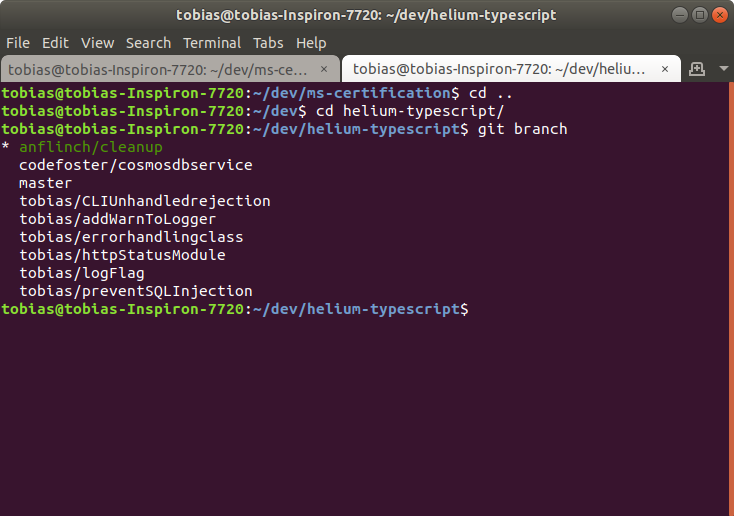 tobias@tobias-Inspiron-7720: ~/dev/helium-typescript
File Edit View Search Terminal Tabs Help
tobias@tobias-Inspiron-7720: ~/dev/ms-ce... × tobias@tobias-Inspiron-7720: ~/dev/heliu... ×
tobias@tobias-Inspiron-7720:~/dev/ms-certification$ cd ..
tobias@tobias-Inspiron-7720:~/dev$ cd helium-typescript/
tobias@tobias-Inspiron-7720:~/dev/helium-typescript$ git branch
* anflinch/cleanup
  codefoster/cosmosdbservice
  master
  tobias/CLIUnhandledrejection
  tobias/addWarnToLogger
  tobias/errorhandlingclass
  tobias/httpStatusModule
  tobias/logFlag
  tobias/preventSQLInjection
tobias@tobias-Inspiron-7720:~/dev/helium-typescript$